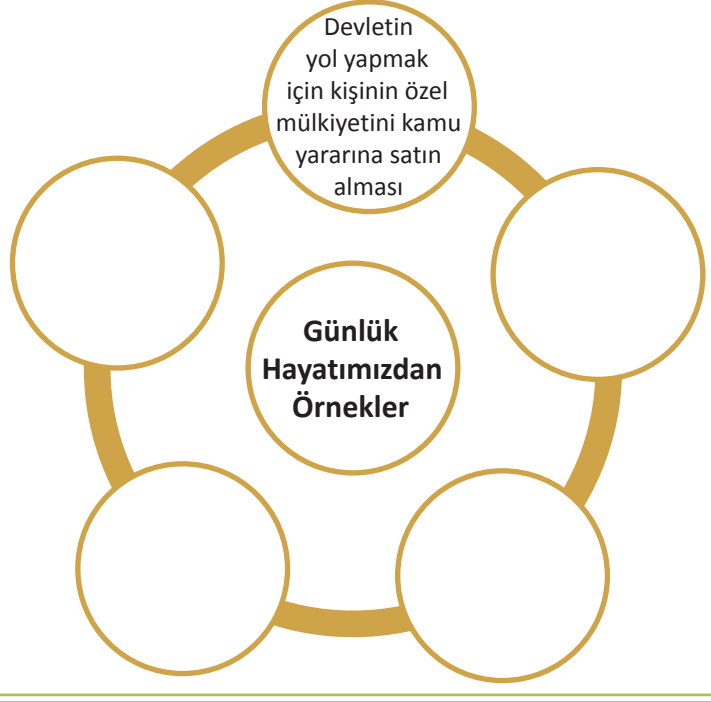 Devletin
yol yapmak
için kişinin özel
mülkiyetini kamu
yararına satın
alması
Günlük
Hayatımızdan
Örnekler